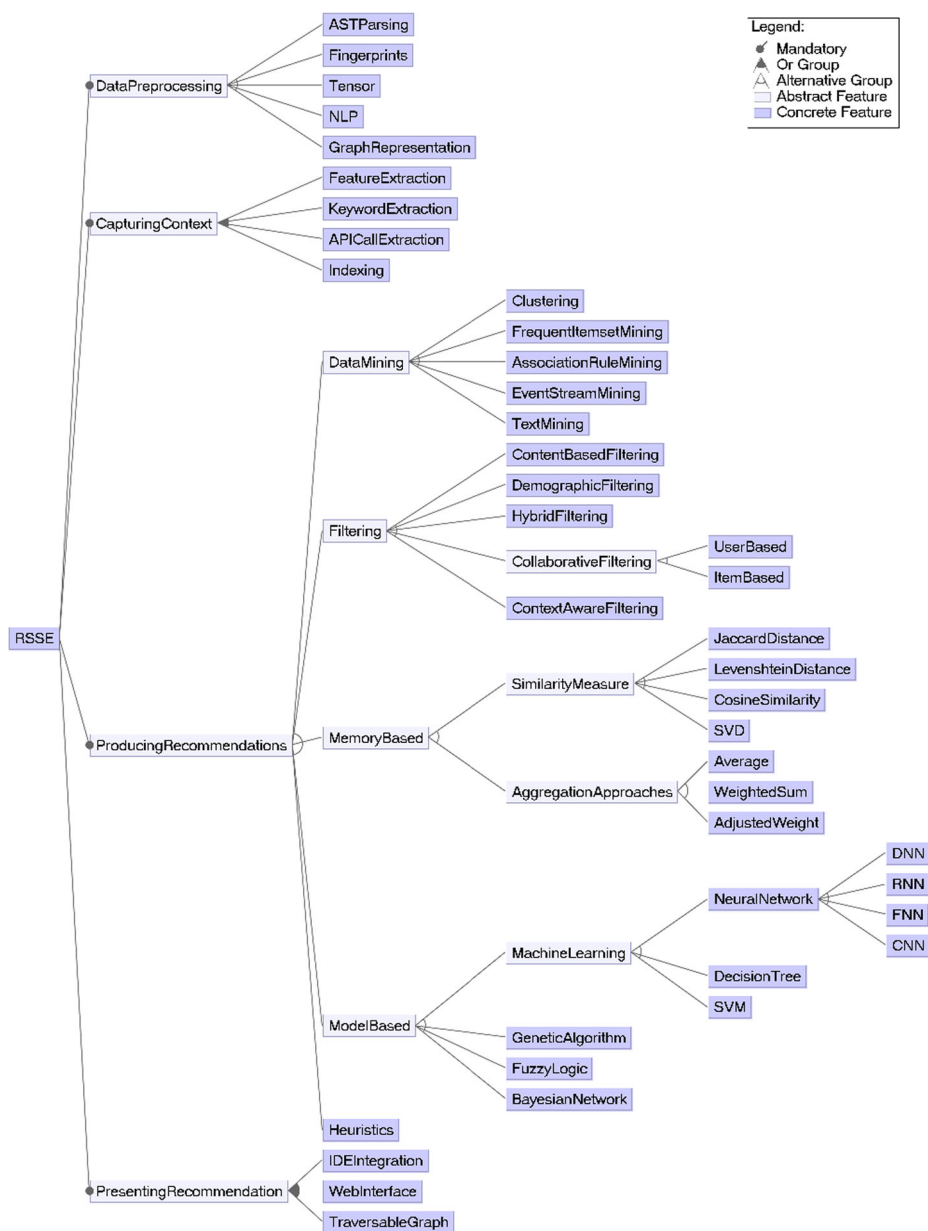 Legend:
Mandatory
Or Group
Alternative Group
Abstract Feature
Concrete Feature
RSSE
DataPreprocessing
ASTParsing
Fingerprints
Tensor
NLP
GraphRepresentation
CapturingContext
FeatureExtraction
KeywordExtraction
APICallExtraction
Indexing
ProducingRecommendations
DataMining
Clustering
FrequentItemsetMining
AssociationRuleMining
EventStreamMining
TextMining
Filtering
ContentBasedFiltering
DemographicFiltering
HybridFiltering
CollaborativeFiltering
UserBased
ItemBased
ContextAwareFiltering
MemoryBased
SimilarityMeasure
JaccardDistance
LevenshteinDistance
CosineSimilarity
SVD
AggregationApproaches
Average
WeightedSum
AdjustedWeight
ModelBased
MachineLearning
NeuralNetwork
DNN
RNN
FNN
CNN
DecisionTree
SVM
GeneticAlgorithm
FuzzyLogic
BayesianNetwork
Heuristics
PresentingRecommendation
IDEIntegration
WebInterface
TraversableGraph